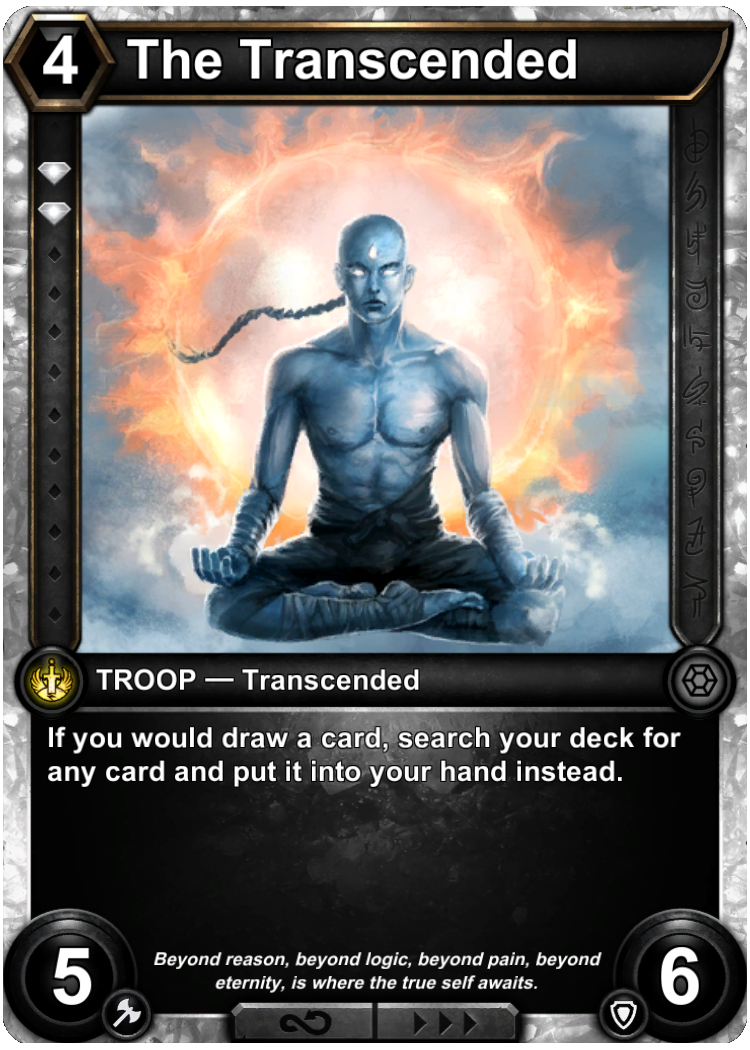 4 The Transcended
TROOP — Transcended
If you would draw a card, search your deck for
any card and put it into your hand instead.
Beyond reason, beyond logic, beyond pain, beyond
eternity, is where the true self awaits.
5
6